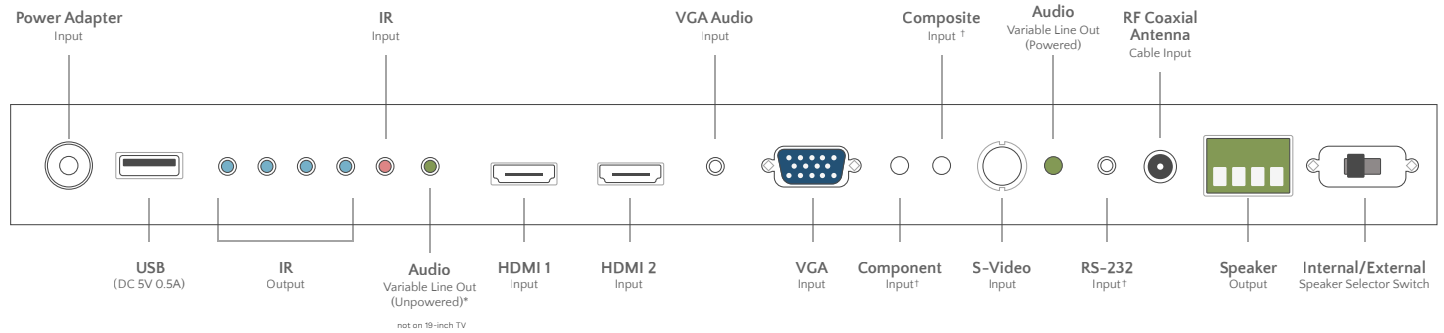 Power Adapter
Input
IR
Input
VGA Audio
Input
Composite
Input †
Audio
Variable Line Out
(Powered)
RF Coaxial
Antenna
Cable Input
USB
(DC 5V 0.5A)
IR
Output
Audio
Variable Line Out
(Unpowered)*
not on 19-inch TV
HDMI 1
Input
HDMI 2
Input
VGA
Input
Component
Input†
S-Video
Input
RS-232
Input†
Speaker
Output
Internal/External
Speaker Selector Switch